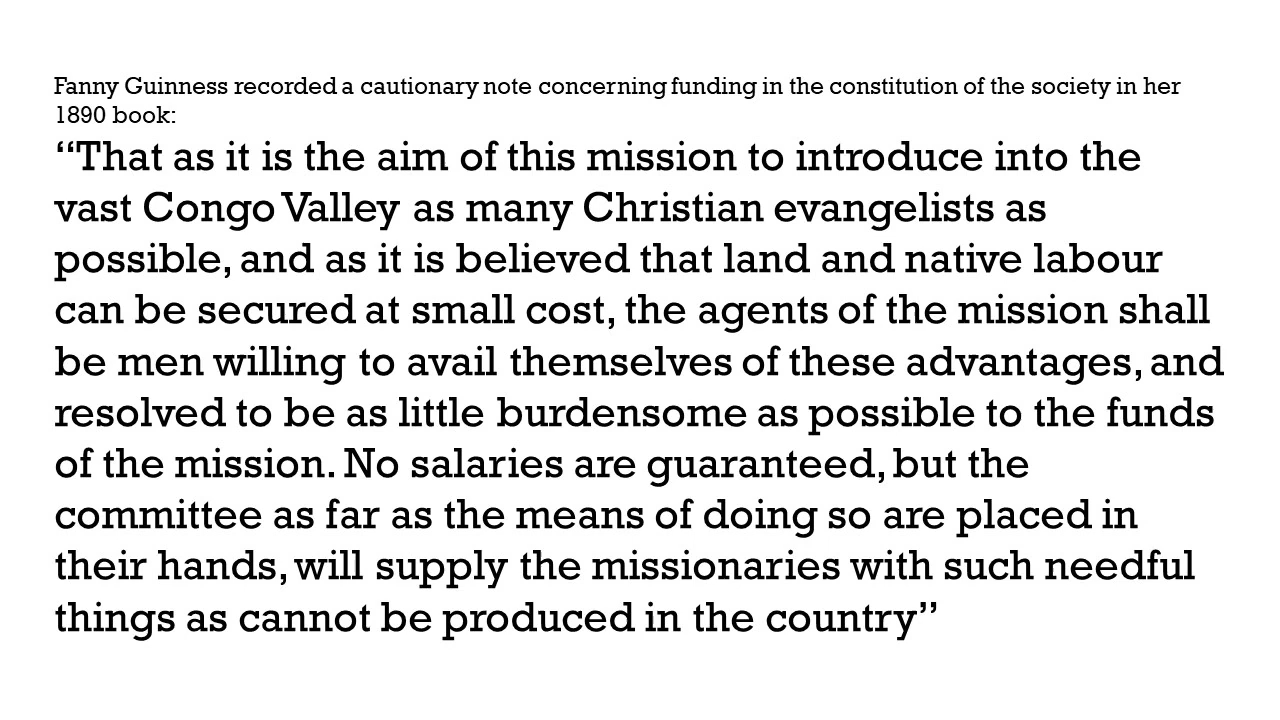 Fanny Guinness recorded a cautionary note concerning funding in the constitution of the society in her
1890 book:
“That as it is the aim of this mission to introduce into the
vast Congo Valley as many Christian evangelists as
possible, and as it is believed that land and native labour
can be secured at small cost, the agents of the mission shall
be men willing to avail themselves of these advantages, and
resolved to be as little burdensome as possible to the funds
of the mission. No salaries are guaranteed, but the
committee as far as the means of doing so are placed in
their hands, will supply the missionaries with such needful
things as cannot be produced in the country”